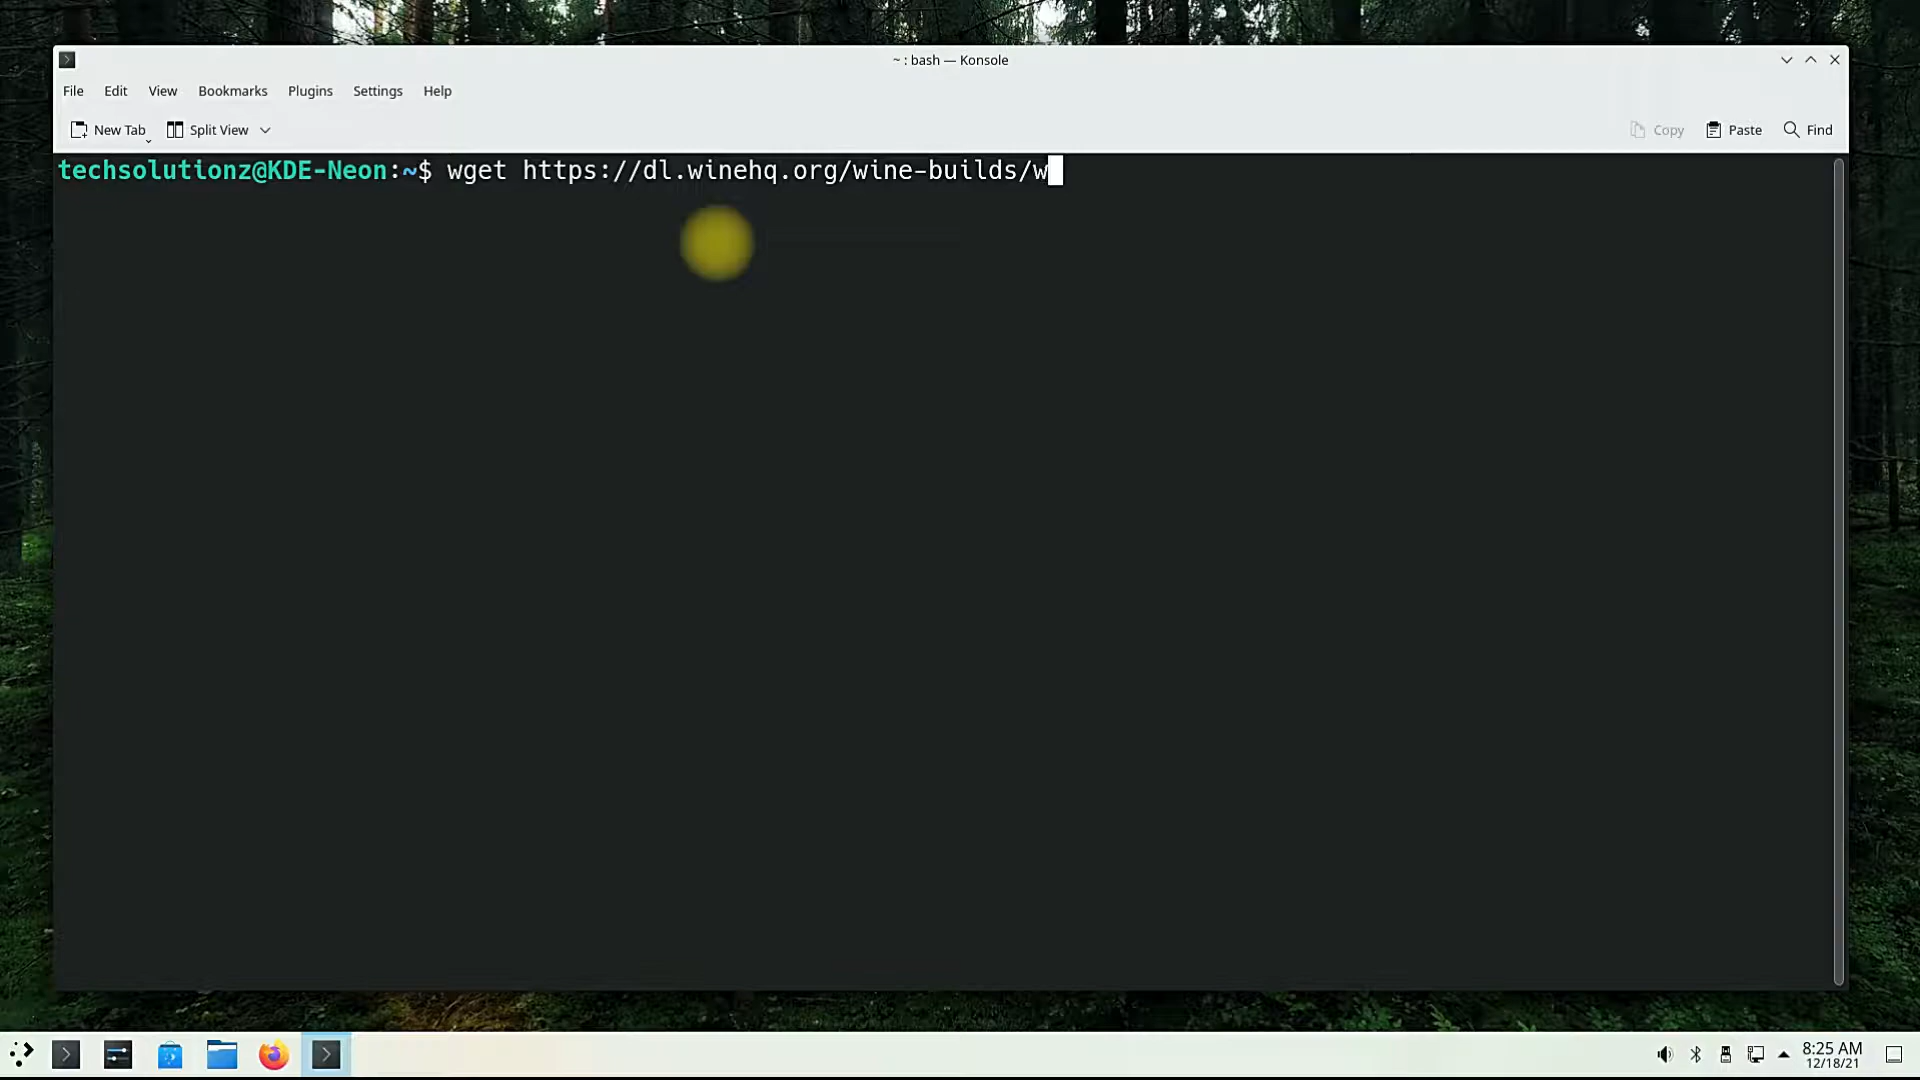 ~ : bash — Konsole
File Edit View Bookmarks Plugins Settings Help
New Tab Split View Copy Paste Find
techsolutionz@KDE-Neon:~$ wget https://dl.winehq.org/wine-builds/w
8:25 AM
12/18/21